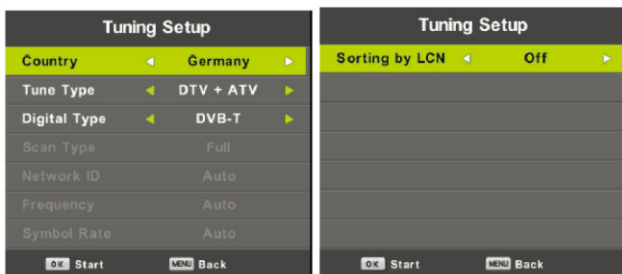 Tuning Setup
Country Germany
Tune Type DTV + ATV
Digital Type DVB-T
Scan Type Full
Network ID Auto
Frequency Auto
Symbol Rate Auto
OK Start MENU Back
Tuning Setup
Sorting by LCN Off
OK Start MENU Back